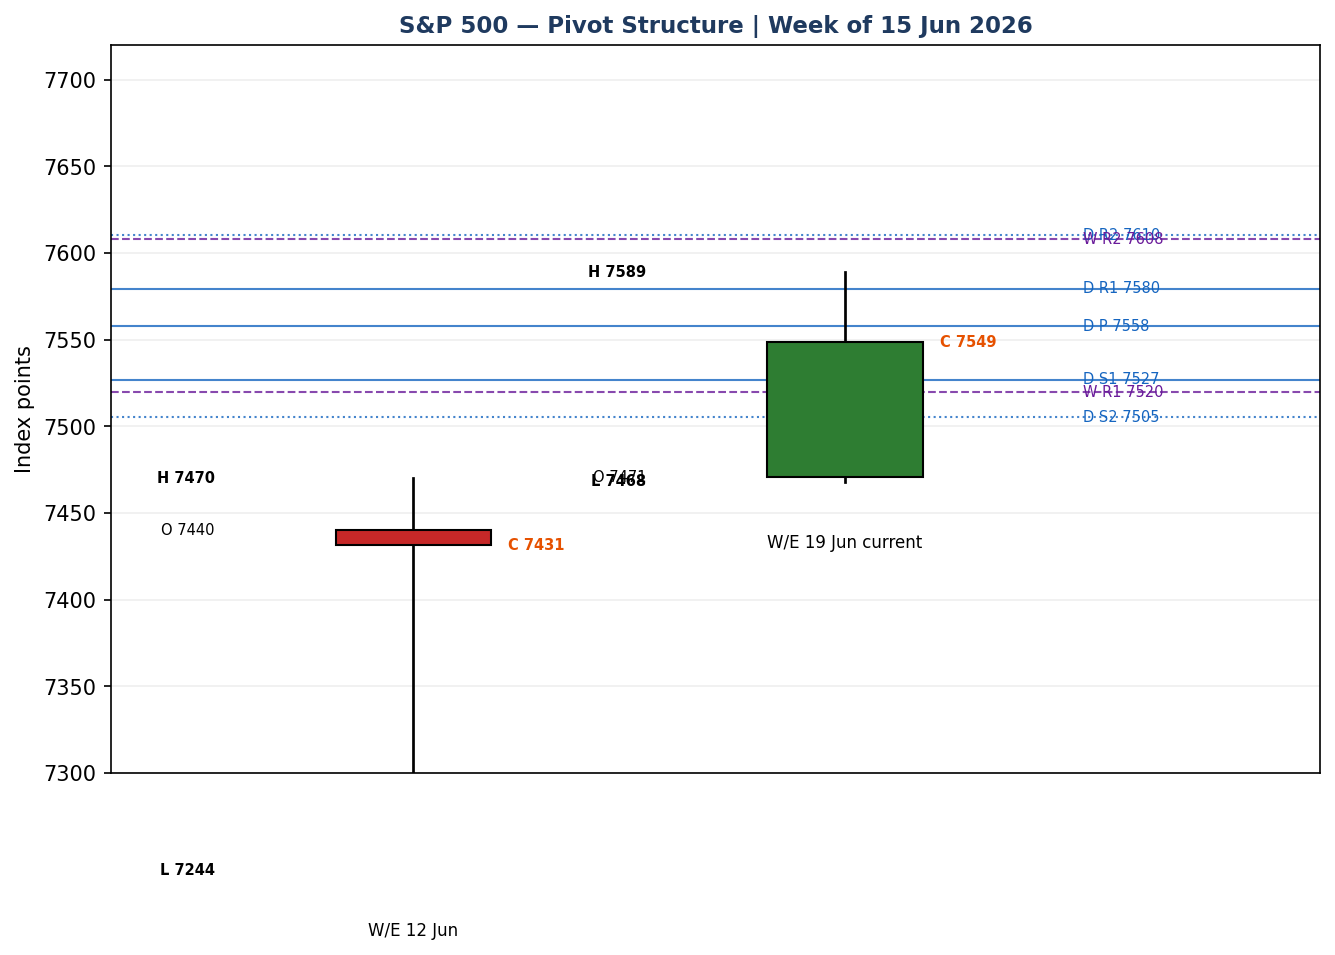 S&P 500 — Pivot Structure | Week of 15 Jun 2026
Index points
7700
7650
7600
7550
7500
7450
7400
7350
7300
D R2 7610
W R2 7608
D R1 7580
D P 7558
D S1 7527
W R1 7520
D S2 7505
H 7589
C 7549
O 7471
L 7468
W/E 19 Jun current
H 7470
O 7440
C 7431
L 7244
W/E 12 Jun